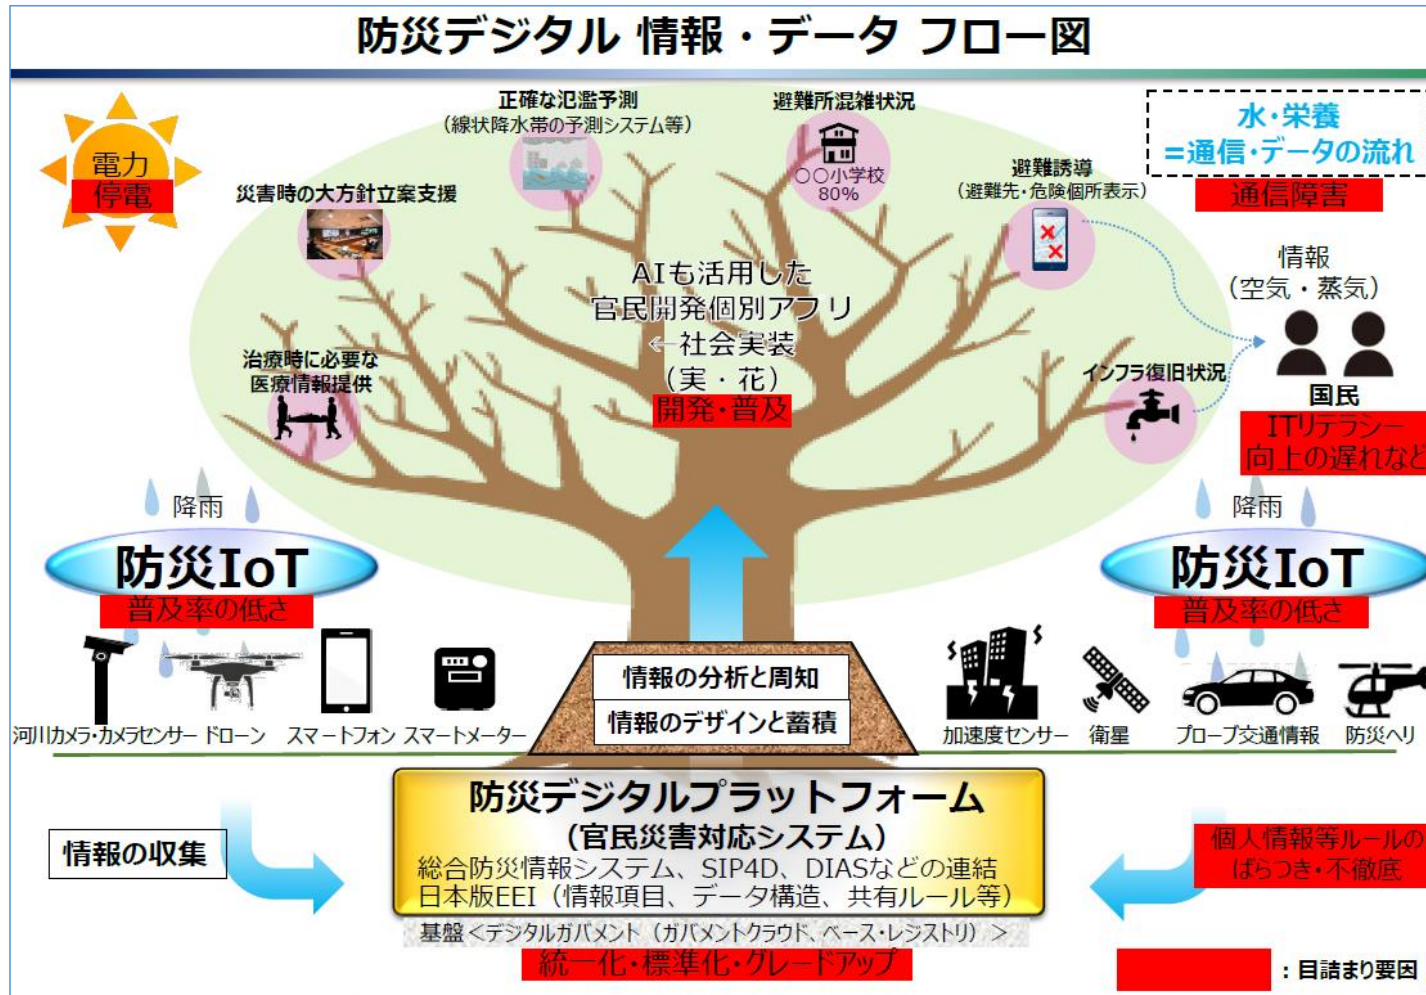 防災デジタル 情報・データ フロー図
電力
停電
正確な氾濫予測
（線状降水帯の予測システム等）
避難所混雑状況
○○小学校
80%
水・栄養
＝通信・データの流れ
通信障害
災害時の大方針立案支援
避難誘導
（避難先・危険個所表示）
AIも活用した
官民開発個別アプリ
←社会実装
（実・花）
開発・普及
情報
（空気・蒸気）
国民
ITリテラシー
向上の遅れなど
治療時に必要な
医療情報提供
インフラ復旧状況
降雨
防災IoT
普及率の低さ
降雨
防災IoT
普及率の低さ
河川カメラ・カメラセンサー
ドローン
スマートフォン
スマートメーター
情報の分析と周知
情報のデザインと蓄積
加速度センサー
衛星
プローブ交通情報
防災ヘリ
情報の収集
防災デジタルプラットフォーム
（官民災害対応システム）
総合防災情報システム、SIP4D、DIASなどの連結
日本版EEI（情報項目、データ構造、共有ルール等）
基盤＜デジタルガバメント（ガバメントクラウド、ベース・レジストリ）＞
統一化・標準化・グレードアップ
個人情報等ルールの
ばらつき・不徹底
：目詰まり要因